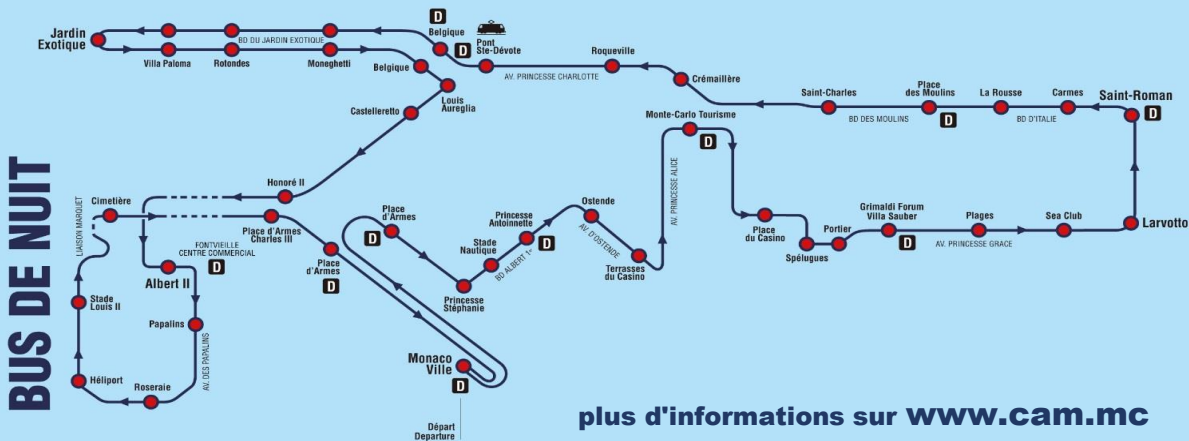 BUS DE NUIT
Jardin
Exotique
BD DU JARDIN EXOTIQUE
Villa Paloma
Rotondes
Moneghetti
D
Belgique
D
Pont
Ste-Dévote
Belgique
Louis
Aureglia
Castelleretto
AV. PRINCESSE CHARLOTTE
Roqueville
Crémaillère
Saint-Charles
BD DES MOULINS
Place
des Moulins
D
La Rousse
BD D'ITALIE
Carmes
Saint-Roman
D
Monte-Carlo Tourisme
D
Honoré II
Cimetière
LIAISON MARQUET
Place d'Armes
Charles III
FONTVIEILLE
CENTRE COMMERCIAL
D
Albert II
Place
d'Armes
D
Stade
Louis II
Papalins
AV. DES PAPALINS
Héliport
Roseraie
Place
d'Armes
D
Princesse
Stéphanie
Stade
Nautique
BD ALBERT 1er
Princesse
Antoinette
D
Ostende
AV. D'OSTENDE
Terrasses
du Casino
AV. PRINCESSE ALICE
Place
du Casino
Spélugues
Portier
Grimaldi Forum
Villa Sauber
D
AV. PRINCESSE GRACE
Plages
Sea Club
Larvotto
Monaco
Ville
D
Départ
Departure
plus d'informations sur www.cam.mc